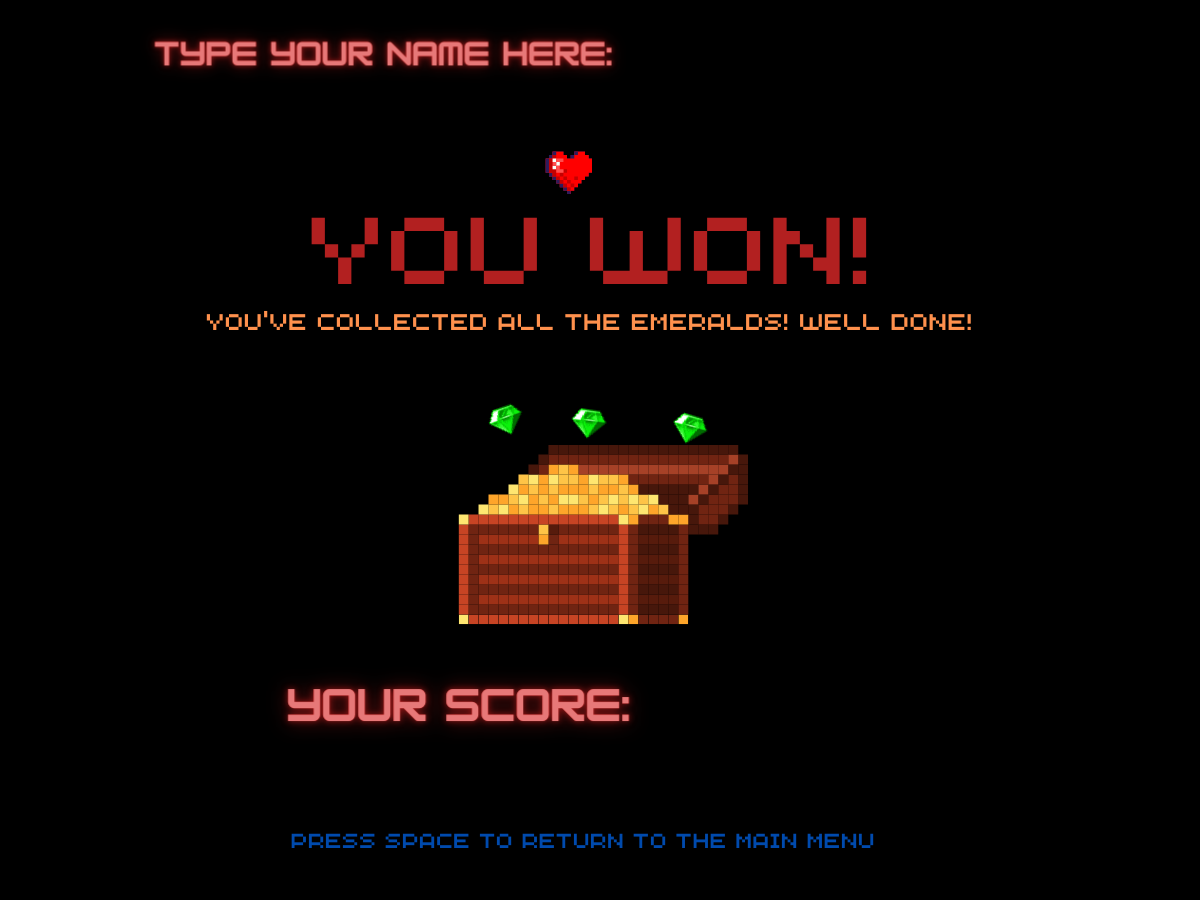 TYPE YOUR NAME HERE:
YOU WON!
YOU'VE COLLECTED ALL THE EMERALDS! WELL DONE!
YOUR SCORE:
PRESS SPACE TO RETURN TO THE MAIN MENU